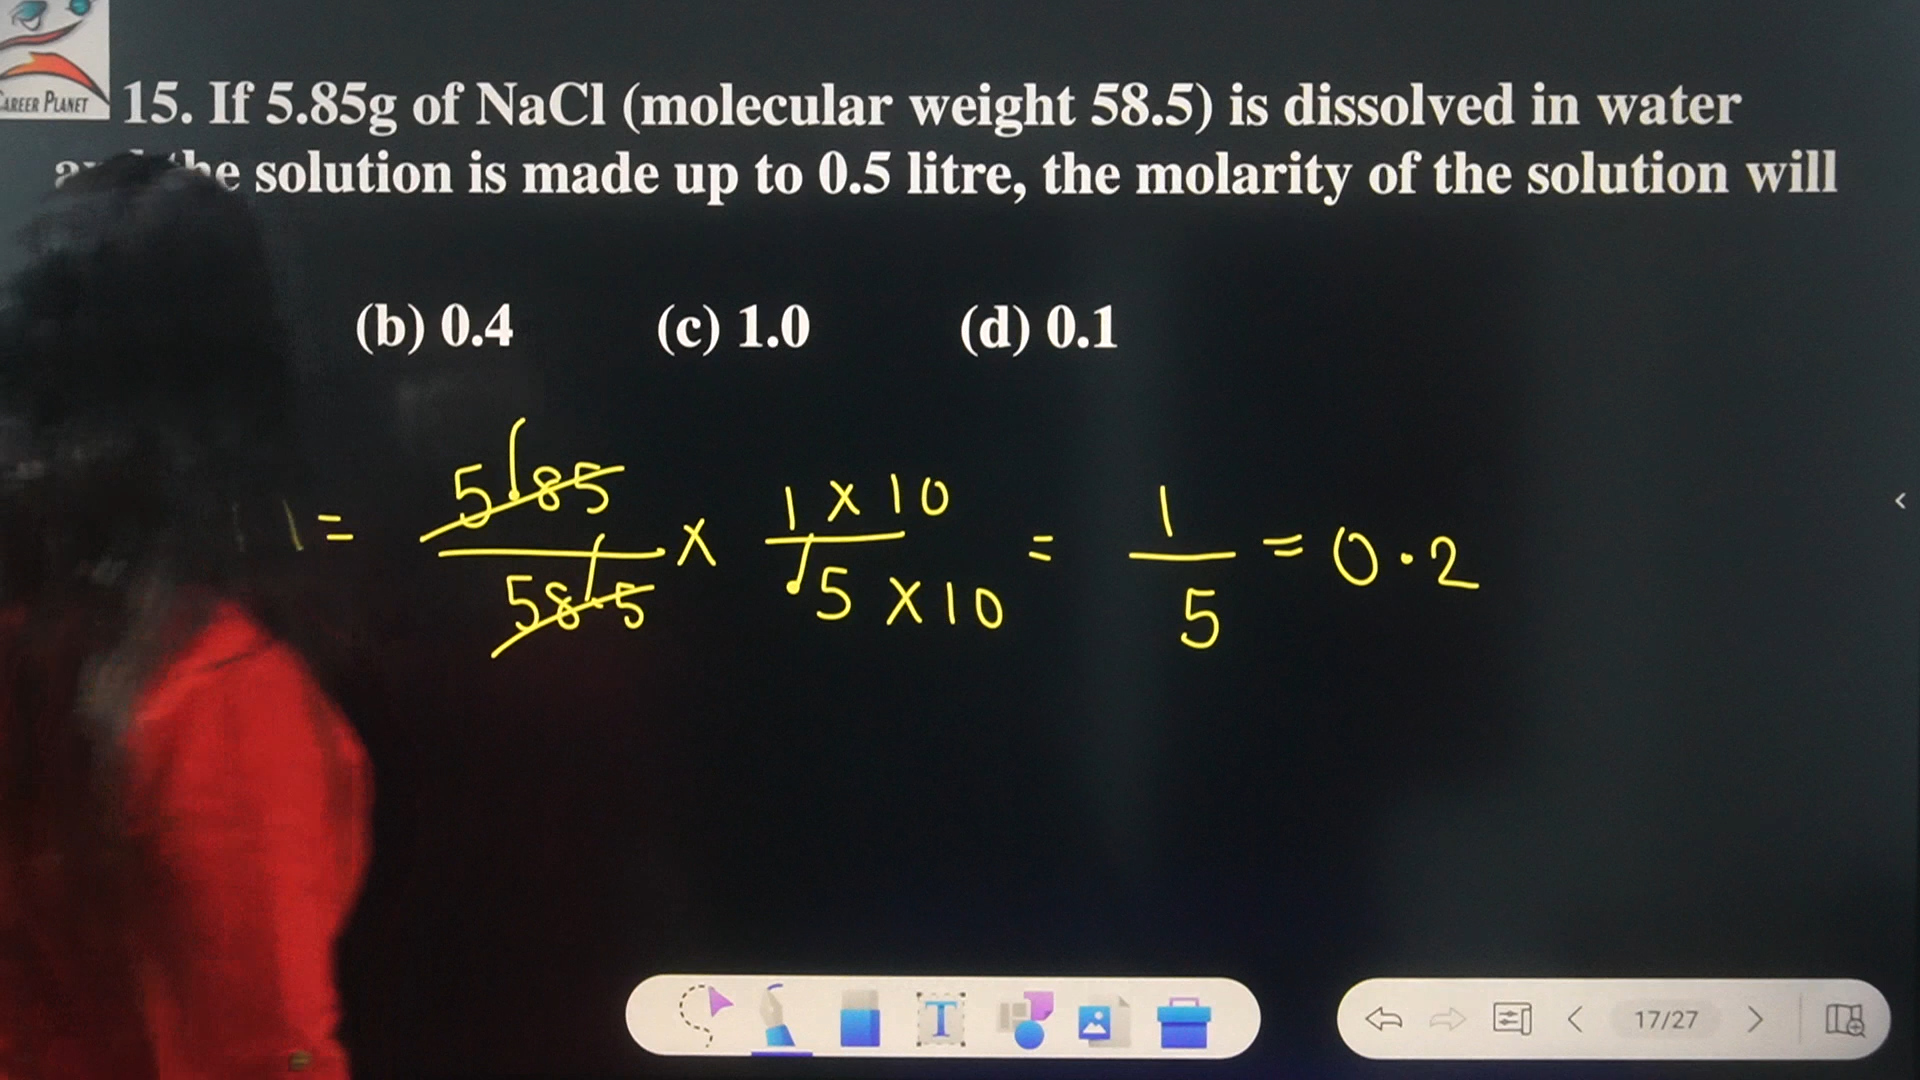 CAREER PLANET
15. If 5.85g of NaCl (molecular weight 58.5) is dissolved in water
the solution is made up to 0.5 litre, the molarity of the solution will
(b) 0.4 (c) 1.0 (d) 0.1
= 5.85 / 58.5 × 1 × 10 / .5 × 10 = 1 / 5 = 0.2
T
17/27